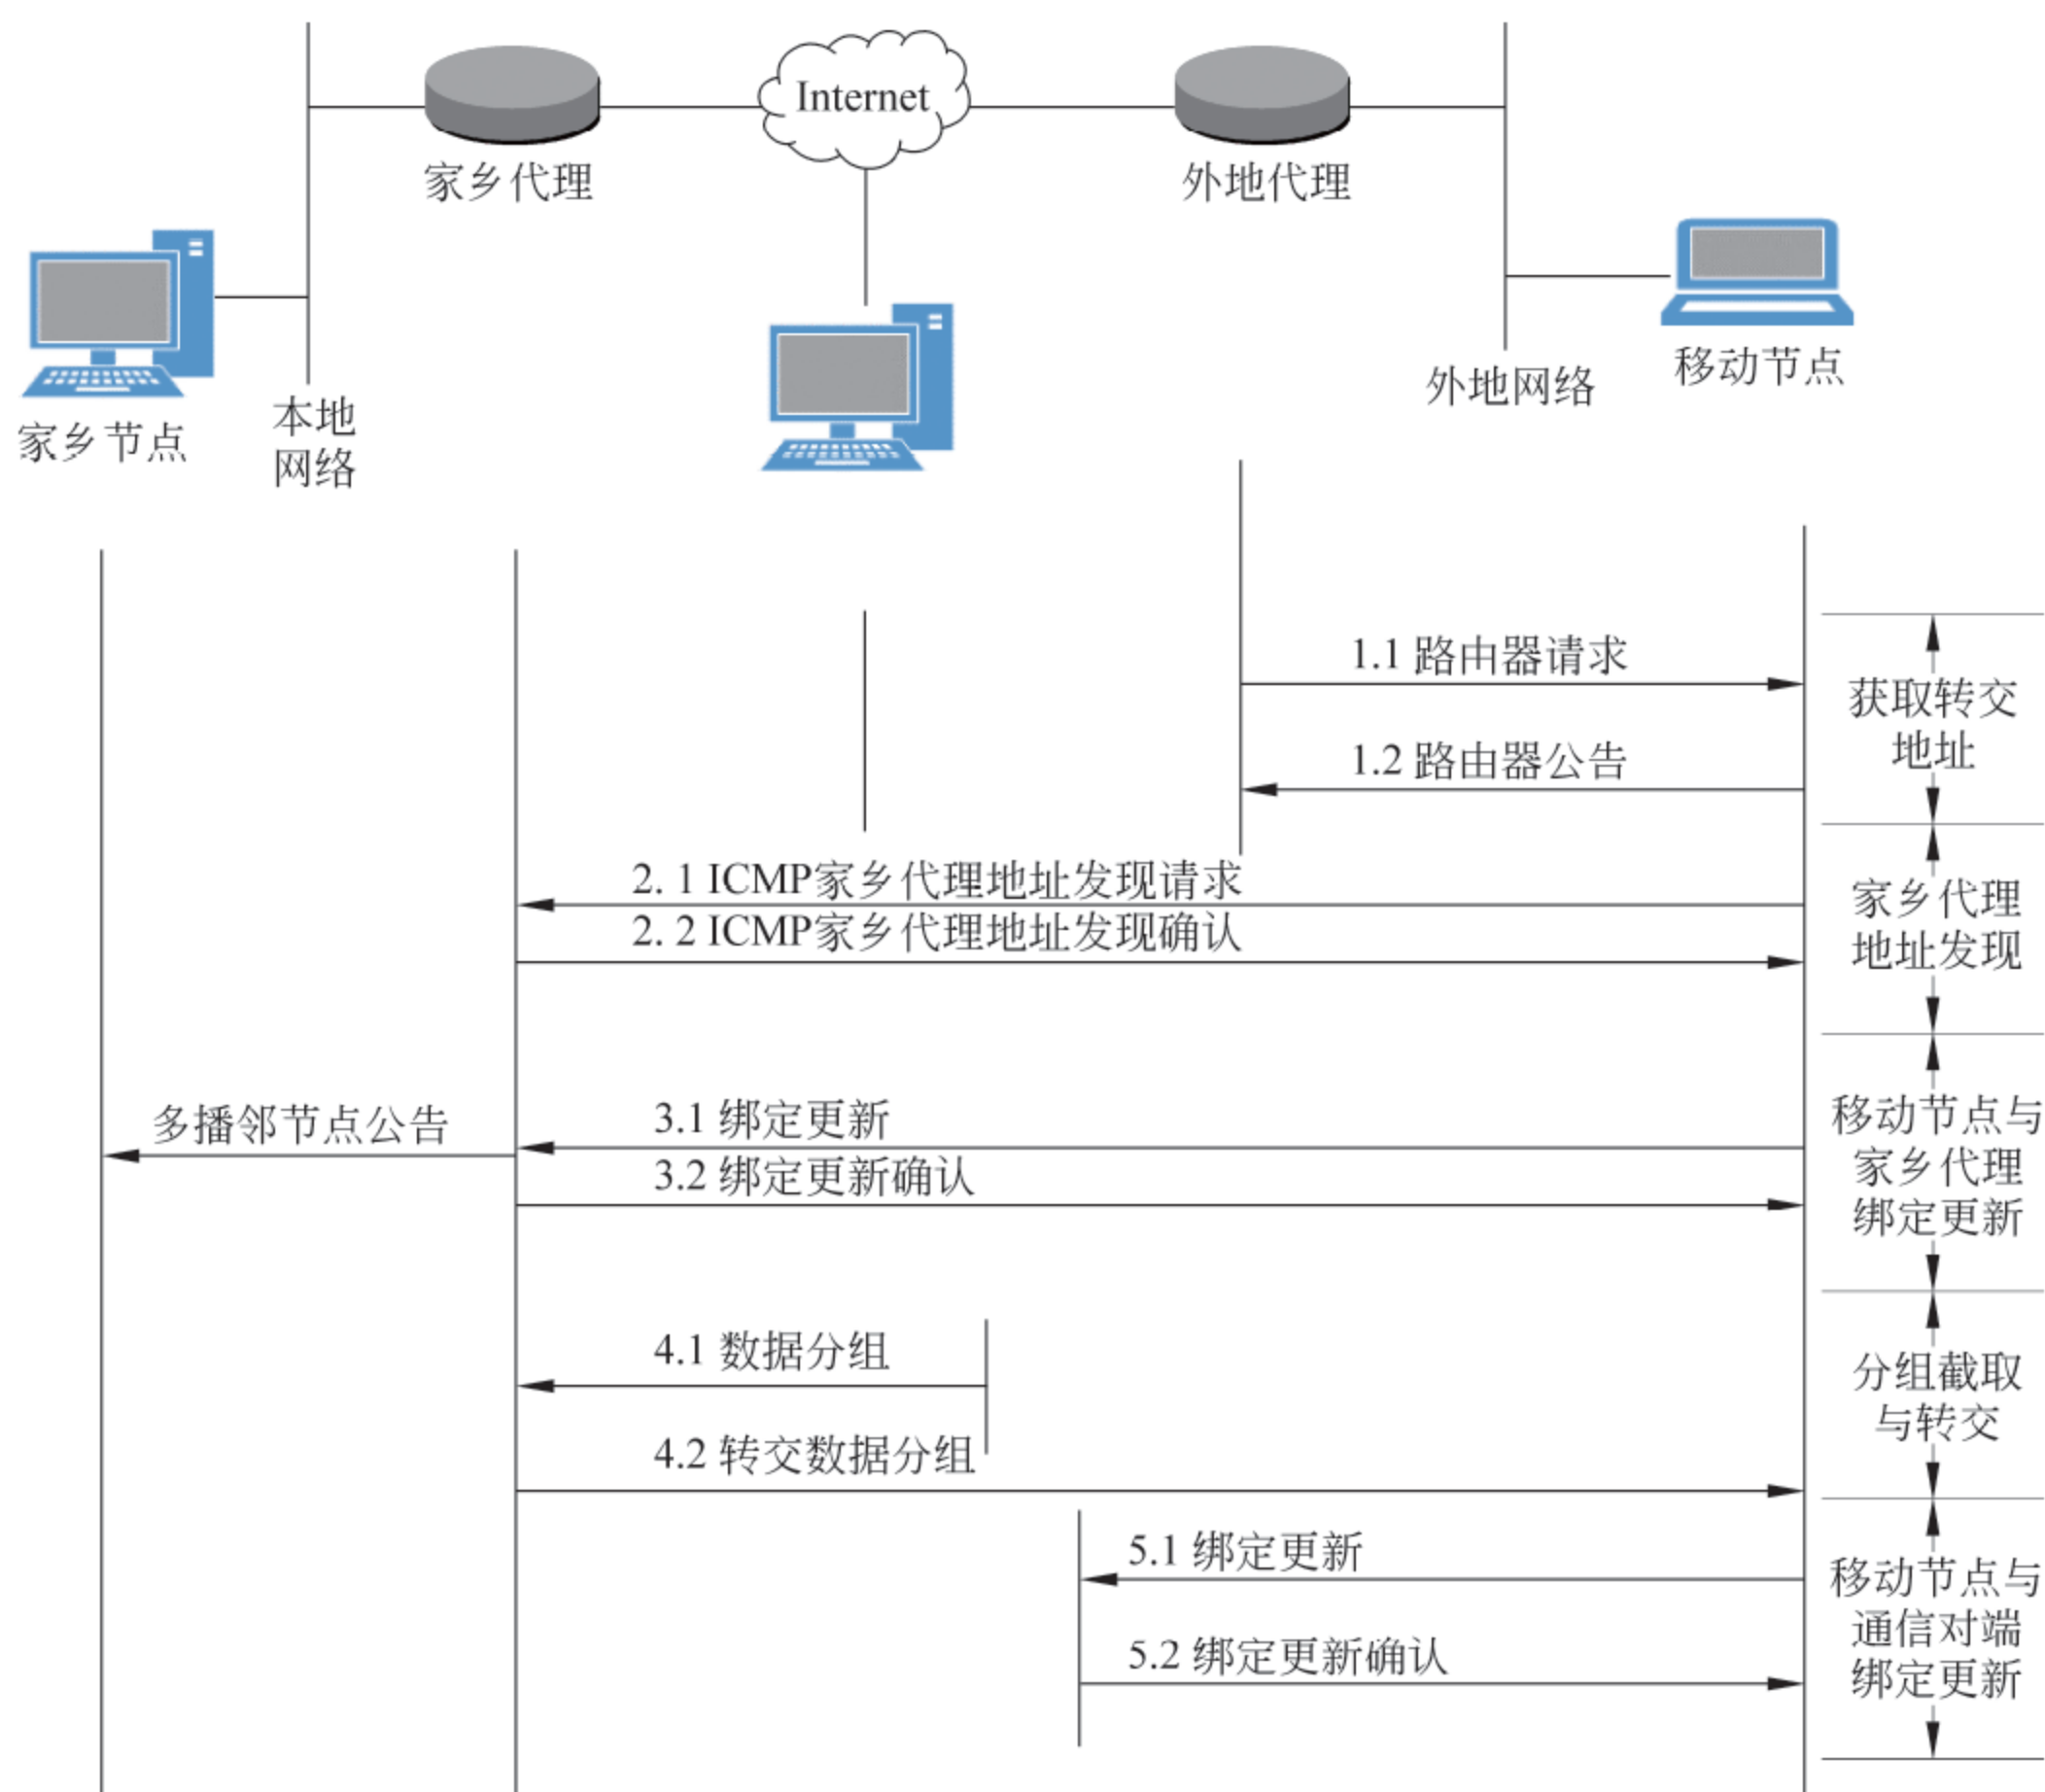 Internet
家乡代理
外地代理
家乡节点
本地
网络
外地网络
移动节点
1.1 路由器请求
1.2 路由器公告
获取转交
地址
2. 1 ICMP家乡代理地址发现请求
2. 2 ICMP家乡代理地址发现确认
家乡代理
地址发现
多播邻节点公告
3.1 绑定更新
3.2 绑定更新确认
移动节点与
家乡代理
绑定更新
4.1 数据分组
4.2 转交数据分组
分组截取
与转交
5.1 绑定更新
5.2 绑定更新确认
移动节点与
通信对端
绑定更新